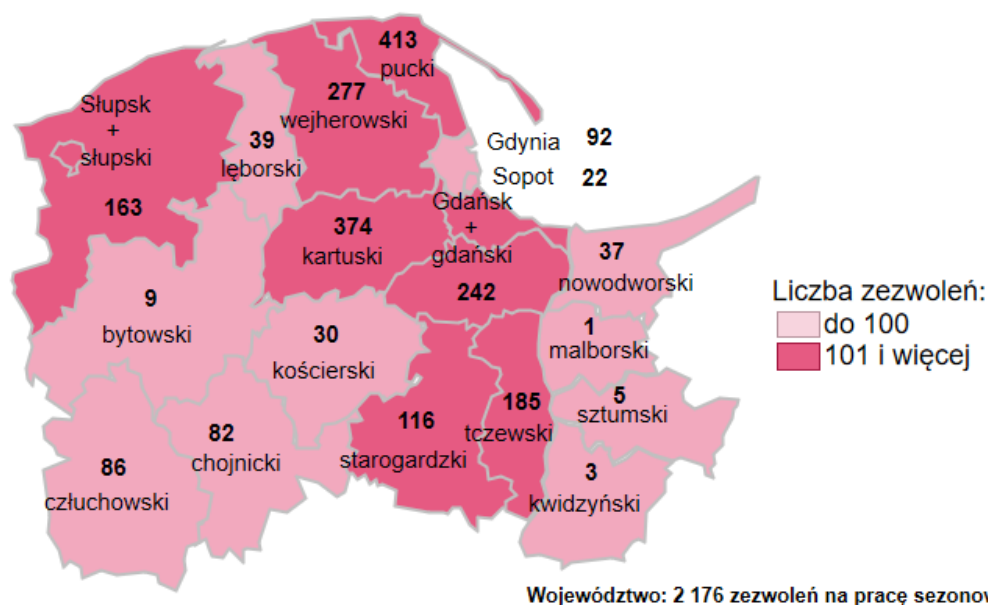 413
pucki
277
wejherowski
Słupsk
+
słupski
163
39
lęborski
Gdynia 92
Sopot 22
Gdańsk
+
gdański
242
374
kartuski
37
nowodworski
9
bytowski
30
kościerski
1
malborski
5
sztumski
185
tczewski
116
starogardzki
82
chojnicki
86
człuchowski
3
kwidzyński
Liczba zezwoleń:
do 100
101 i więcej
Województwo: 2 176 zezwoleń na pracę sezonow